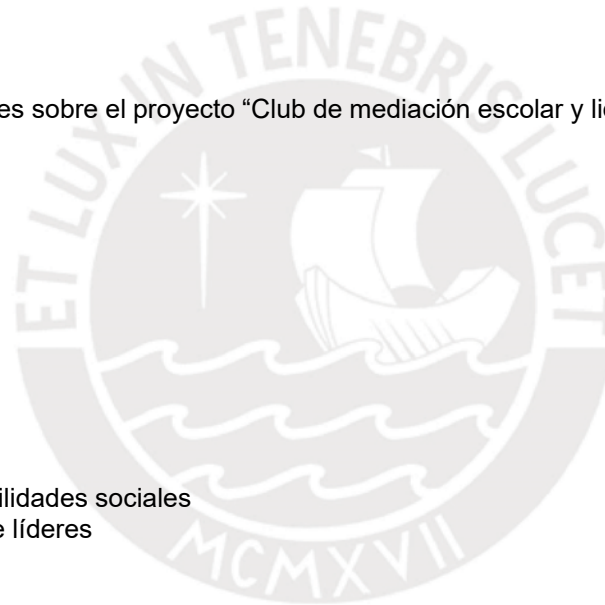 es sobre el proyecto “Club de mediación escolar y li
ET LUX IN TENEBRIS LUCET
ilidades sociales
e líderes
MCMXVII